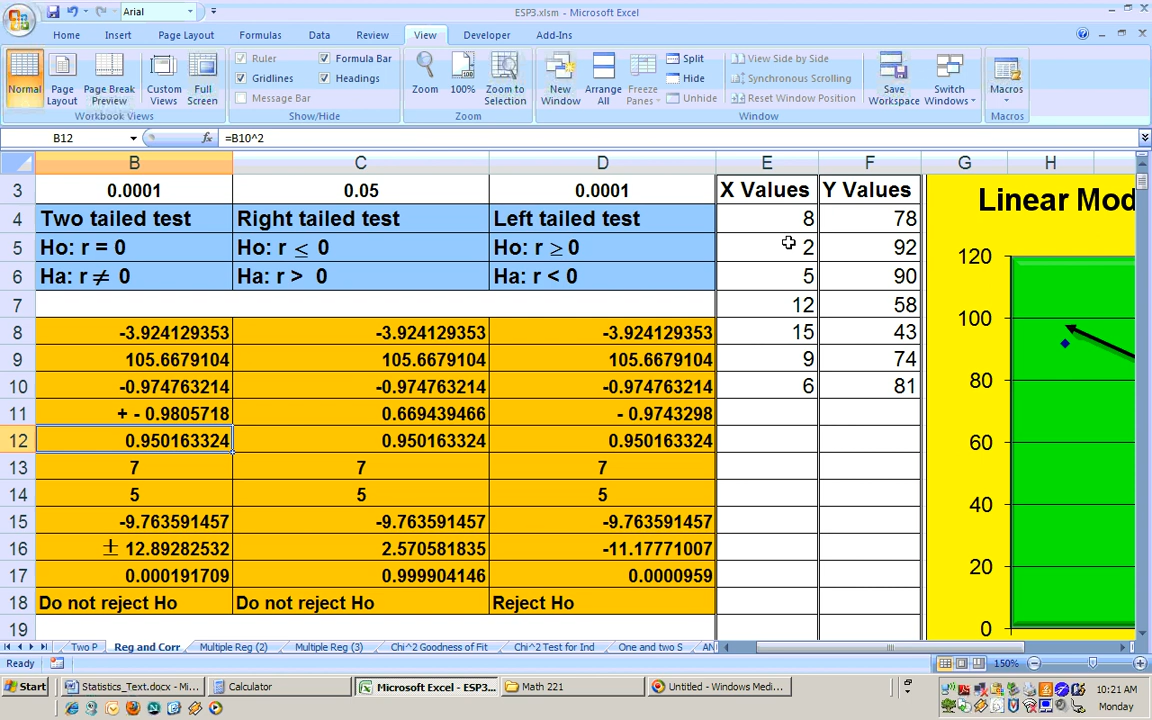 Arial
ESP3.xlsm - Microsoft Excel
Home Insert Page Layout Formulas Data Review View Developer Add-Ins
Normal Page Layout Page Break Preview Custom Views Full Screen
Workbook Views
Ruler Formula Bar
Gridlines Headings
Message Bar
Show/Hide
Zoom 100% Zoom to Selection
Zoom
New Window Arrange All Freeze Panes
Split
Hide
Unhide
View Side by Side
Synchronous Scrolling
Reset Window Position
Save Workspace Switch Windows
Window
Macros
Macros
B12 fx =B10^2
B C D E F G H
3 0.0001 0.05 0.0001 X Values Y Values Linear Mod
4 Two tailed test Right tailed test Left tailed test 8 78
5 Ho: r = 0 Ho: r ≤ 0 Ho: r ≥ 0 2 92 120
6 Ha: r ≠ 0 Ha: r > 0 Ha: r < 0 5 90
7 12 58 100
8 -3.924129353 -3.924129353 -3.924129353 15 43
9 105.6679104 105.6679104 105.6679104 9 74
10 -0.974763214 -0.974763214 -0.974763214 6 81 80
11 + - 0.9805718 0.669439466 - 0.9743298
12 0.950163324 0.950163324 0.950163324 60
13 7 7 7
14 5 5 5 40
15 -9.763591457 -9.763591457 -9.763591457
16 ± 12.89282532 2.570581835 -11.17771007
17 0.000191709 0.999904146 0.0000959 20
18 Do not reject Ho Do not reject Ho Reject Ho
19 0
Two P Reg and Corr Multiple Reg (2) Multiple Reg (3) Chi^2 Goodness of Fit Chi^2 Test for Ind One and two S AN
Ready 150%
Start Statistics_Text.docx - Mi... Calculator Microsoft Excel - ESP3... Math 221 Untitled - Windows Medi... 10:21 AM
Monday